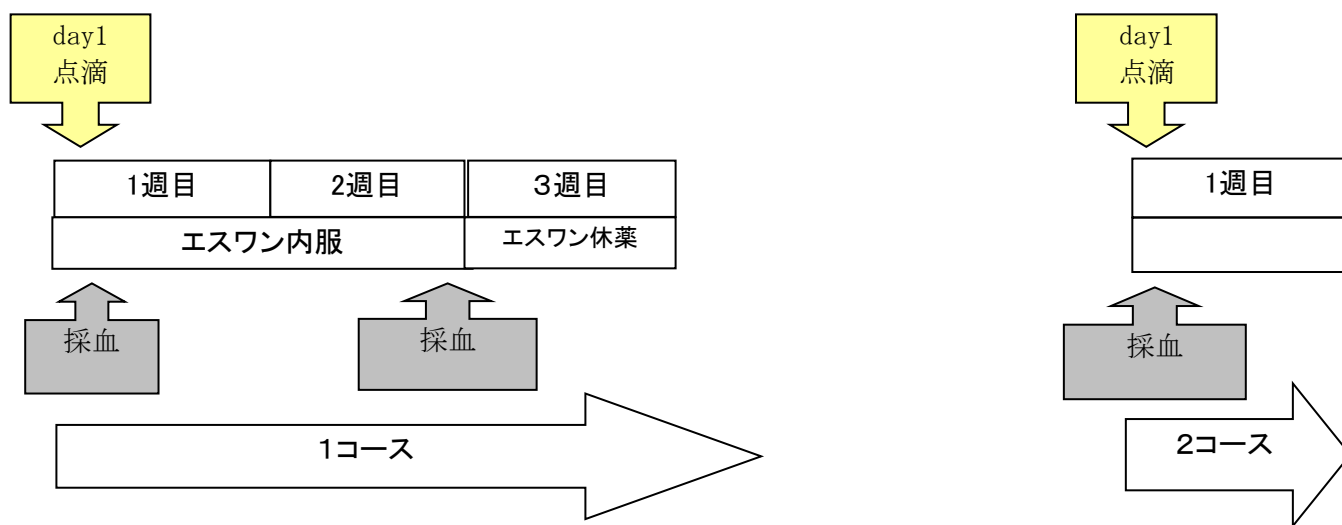 day1
点滴
day1
点滴
1週目
2週目
３週目
1週目
エスワン内服
エスワン休薬
採血
採血
採血
１コース
２コース